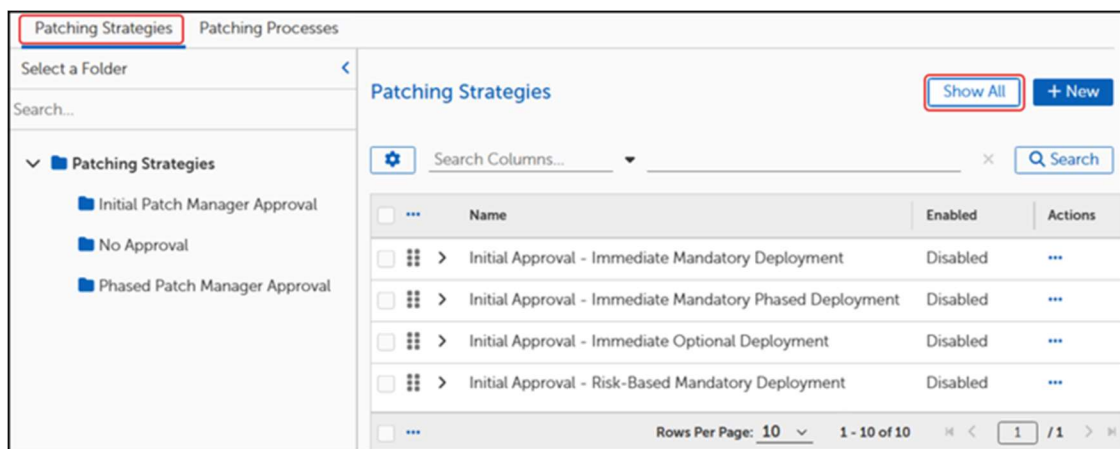 Patching Strategies Patching Processes
Select a Folder
Search...
Patching Strategies
Initial Patch Manager Approval
No Approval
Phased Patch Manager Approval
Patching Strategies Show All + New
Search Columns... Search
Name Enabled Actions
Initial Approval - Immediate Mandatory Deployment Disabled
Initial Approval - Immediate Mandatory Phased Deployment Disabled
Initial Approval - Immediate Optional Deployment Disabled
Initial Approval - Risk-Based Mandatory Deployment Disabled
Rows Per Page: 10 1 - 10 of 10 1 / 1